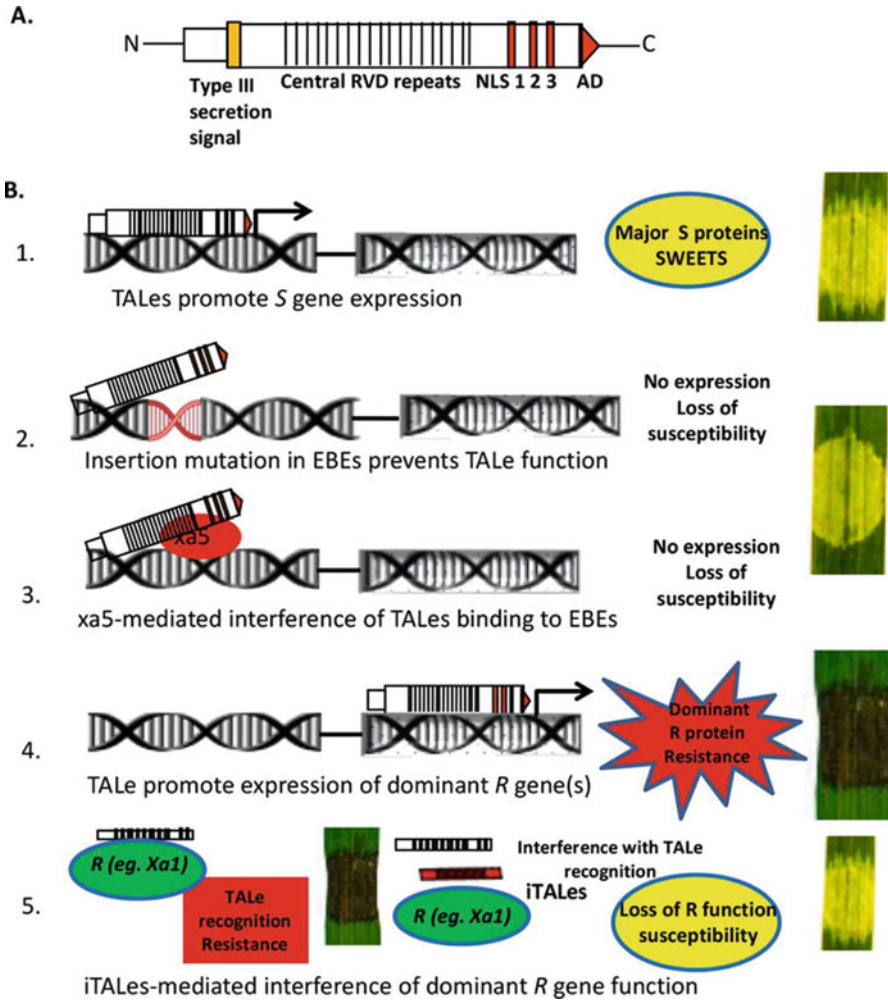 A.
N
C
Type III
secretion
signal
Central RVD repeats
NLS 1 2 3
AD
B.
1.
Major S proteins
SWEETS
TALes promote S gene expression
2.
No expression
Loss of
susceptibility
Insertion mutation in EBEs prevents TALe function
3.
xa5
No expression
Loss of
susceptibility
xa5-mediated interference of TALes binding to EBEs
4.
Dominant
R protein
Resistance
TALe promote expression of dominant R gene(s)
5.
R (eg. Xa1)
TALe
recognition
Resistance
Interference with TALe
recognition
iTALes
R (eg. Xa1)
Loss of R function
susceptibility
iTALes-mediated interference of dominant R gene function